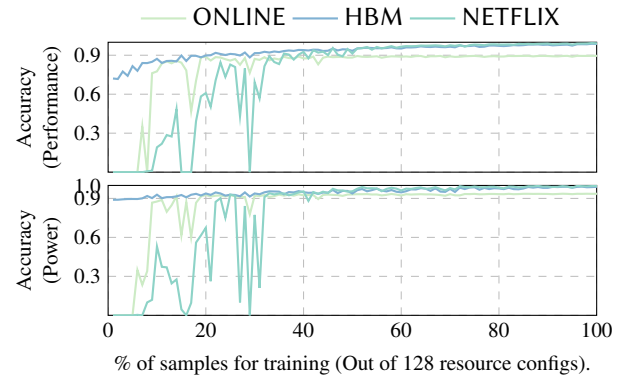 ONLINE HBM NETFLIX
Accuracy
(Performance)
0.9
0.6
0.3
Accuracy
(Power)
1.0
0.9
0.6
0.3
0 20 40 60 80 100
% of samples for training (Out of 128 resource configs).